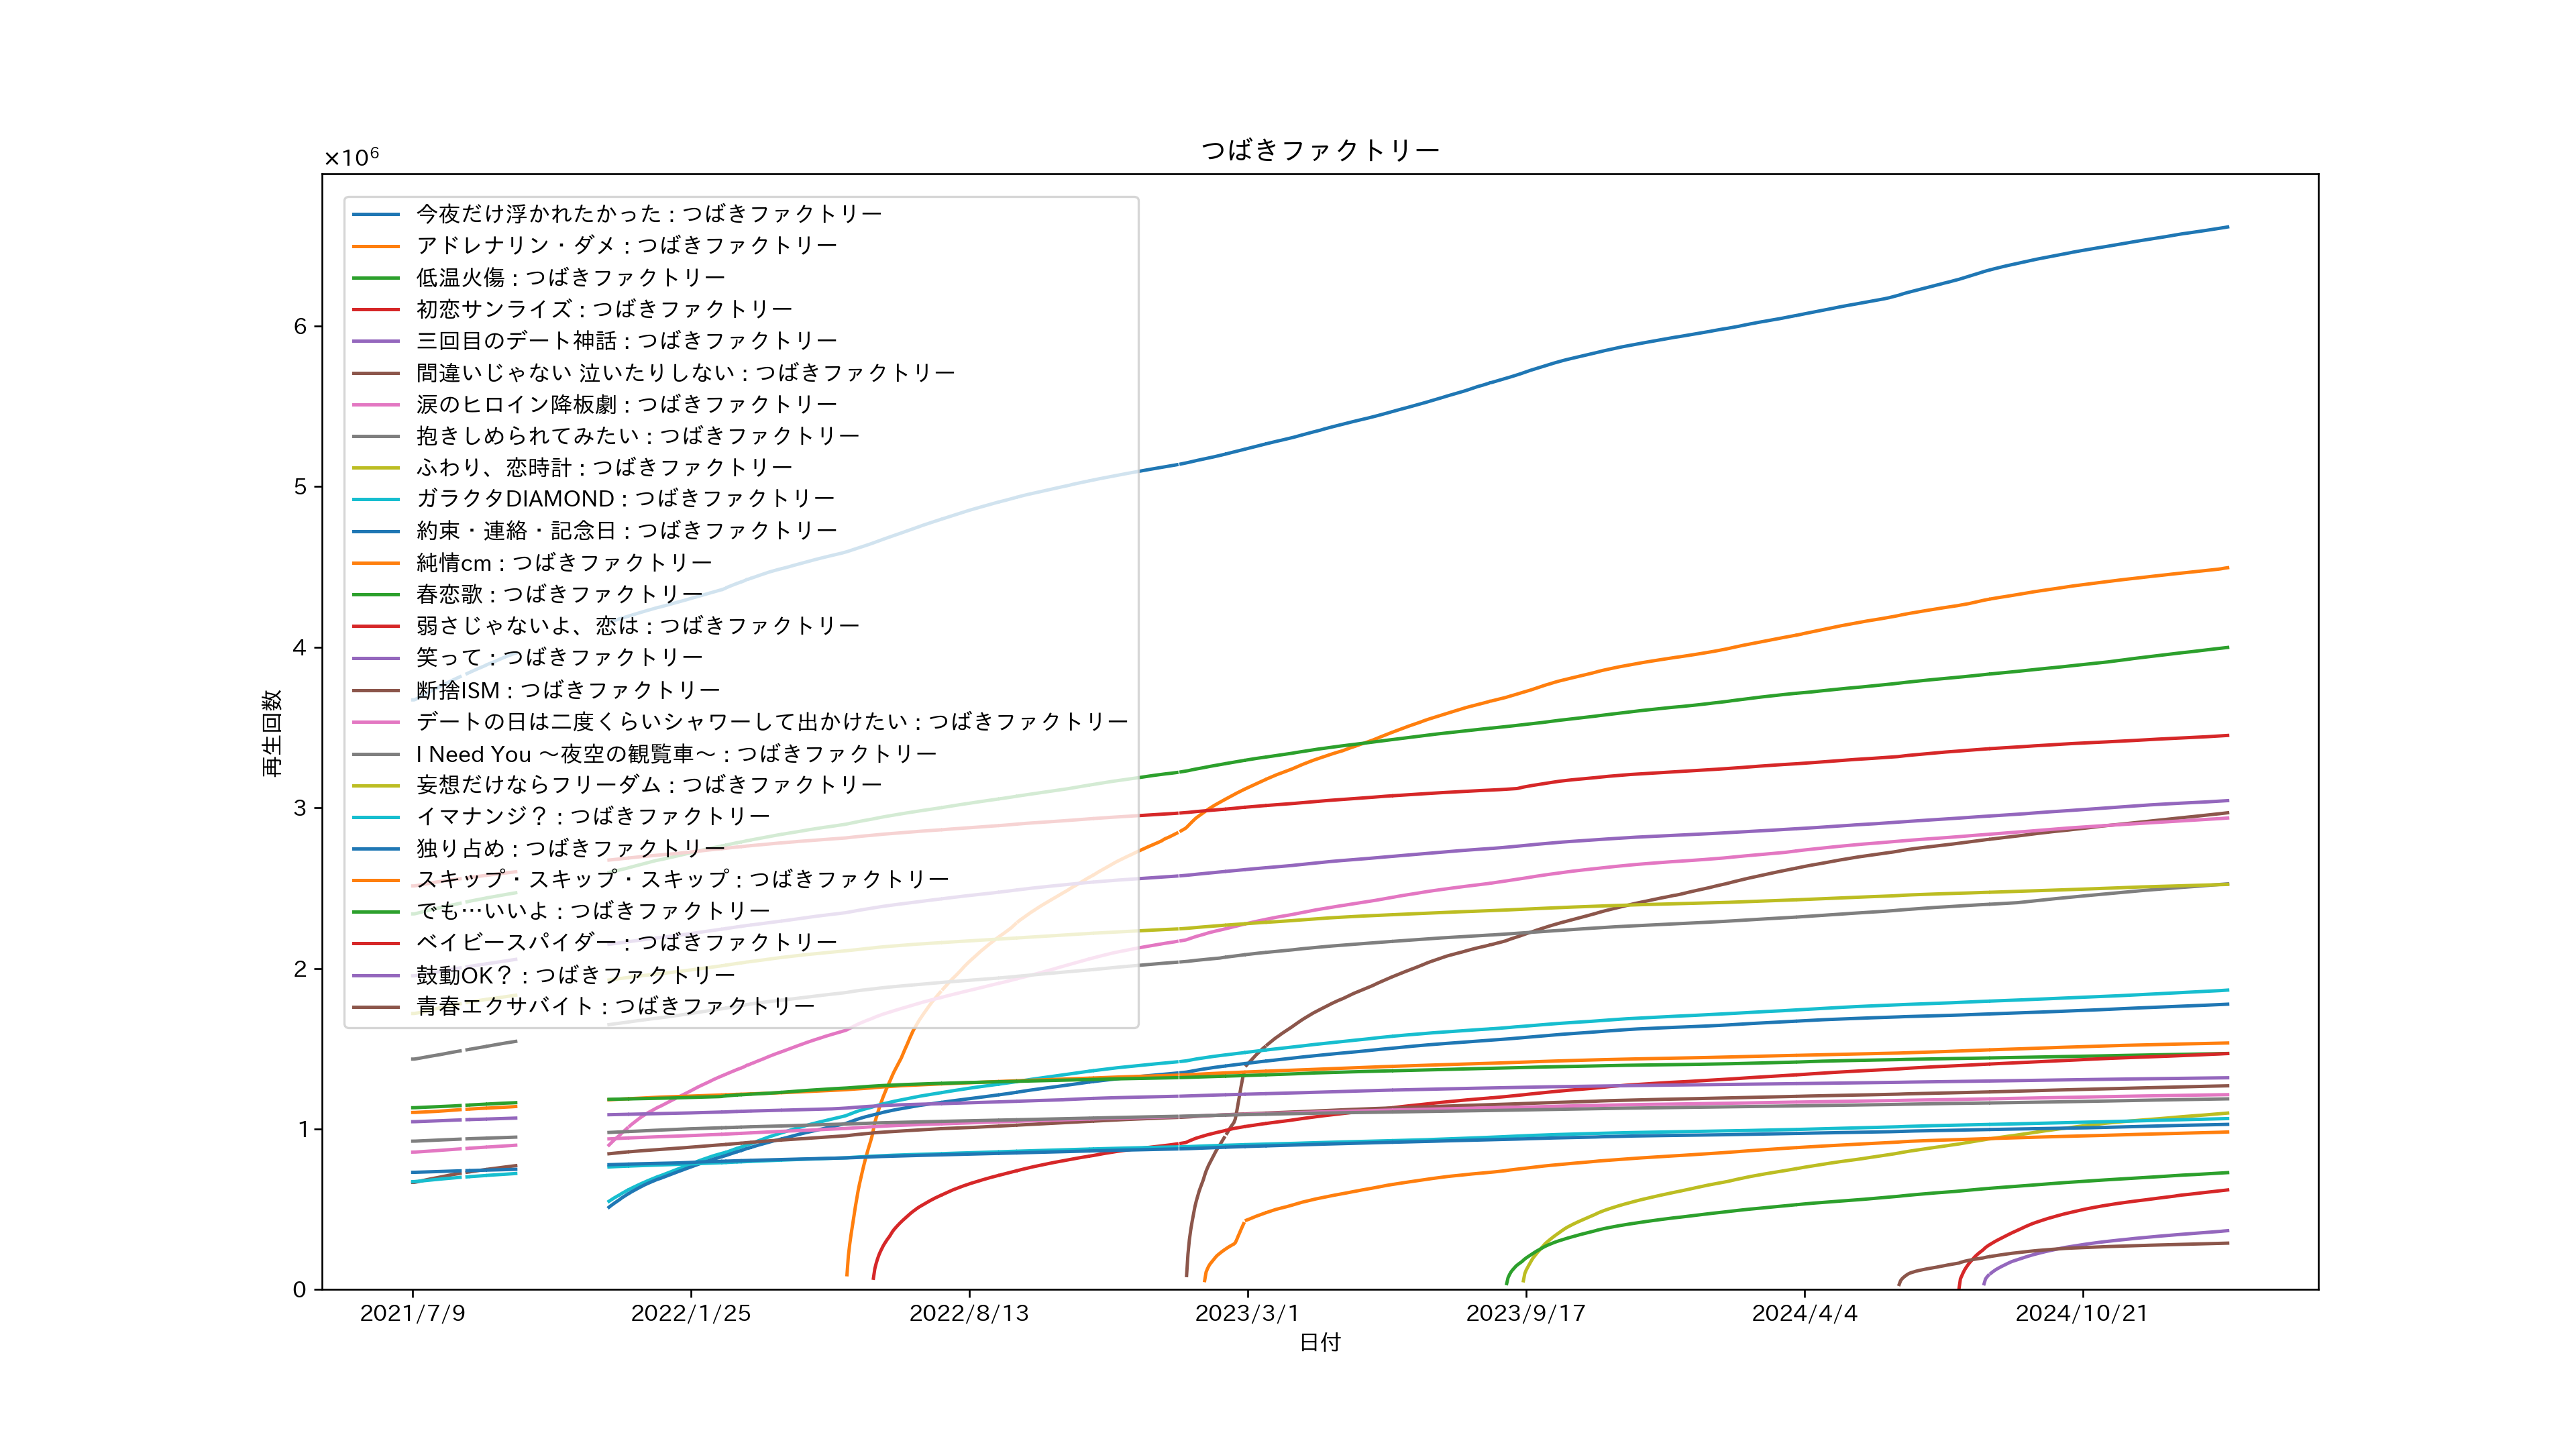 つばきファクトリー
×10⁶
今夜だけ浮かれたかった : つばきファクトリー
アドレナリン・ダメ : つばきファクトリー
低温火傷 : つばきファクトリー
初恋サンライズ : つばきファクトリー
三回目のデート神話 : つばきファクトリー
間違いじゃない 泣いたりしない : つばきファクトリー
涙のヒロイン降板劇 : つばきファクトリー
抱きしめられてみたい : つばきファクトリー
ふわり、恋時計 : つばきファクトリー
ガラクタDIAMOND : つばきファクトリー
約束・連絡・記念日 : つばきファクトリー
純情cm : つばきファクトリー
春恋歌 : つばきファクトリー
弱さじゃないよ、恋は : つばきファクトリー
笑って : つばきファクトリー
断捨ISM : つばきファクトリー
デートの日は二度くらいシャワーして出かけたい : つばきファクトリー
I Need You ～夜空の観覧車～ : つばきファクトリー
妄想だけならフリーダム : つばきファクトリー
イマナンジ？ : つばきファクトリー
独り占め : つばきファクトリー
スキップ・スキップ・スキップ : つばきファクトリー
でも…いいよ : つばきファクトリー
ベイビースパイダー : つばきファクトリー
鼓動OK？ : つばきファクトリー
青春エクサバイト : つばきファクトリー
6
5
4
3
2
1
0
再生回数
2021/7/9
2022/1/25
2022/8/13
2023/3/1
2023/9/17
2024/4/4
2024/10/21
日付